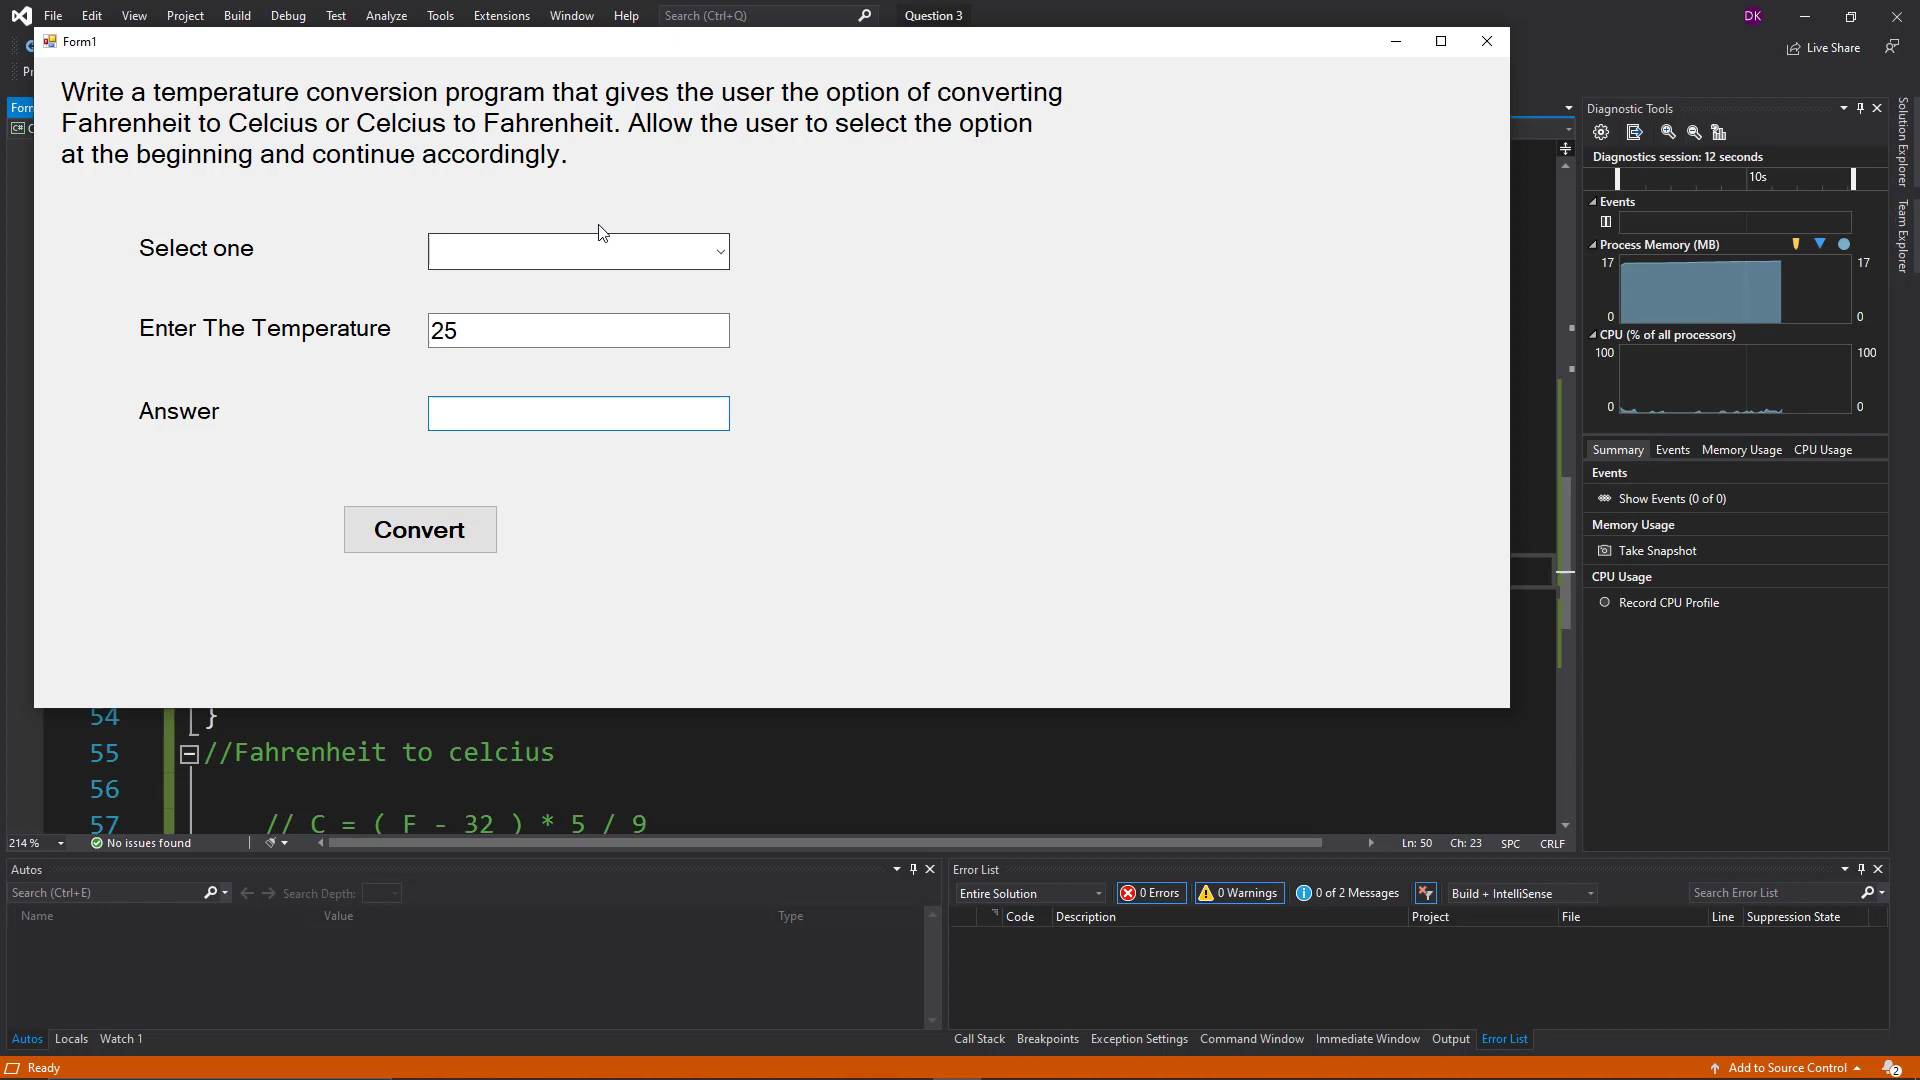 File Edit View Project Build Debug Test Analyze Tools Extensions Window Help Search (Ctrl+Q) Question 3 DK
Form1
Live Share
Write a temperature conversion program that gives the user the option of converting
Fahrenheit to Celcius or Celcius to Fahrenheit. Allow the user to select the option
at the beginning and continue accordingly.
Select one
Enter The Temperature 25
Answer
Convert
54 }
55 //Fahrenheit to celcius
56
57 // C = ( F - 32 ) * 5 / 9
214 % No issues found Ln: 50 Ch: 23 SPC CRLF
Diagnostic Tools
Diagnostics session: 12 seconds
10s
Events
Process Memory (MB)
17 17
0 0
CPU (% of all processors)
100 100
0 0
Summary Events Memory Usage CPU Usage
Events
Show Events (0 of 0)
Memory Usage
Take Snapshot
CPU Usage
Record CPU Profile
Solution Explorer
Team Explorer
Autos
Search (Ctrl+E) Search Depth:
Name Value Type
Autos Locals Watch 1
Error List
Entire Solution 0 Errors 0 Warnings 0 of 2 Messages Build + IntelliSense Search Error List
Code Description Project File Line Suppression State
Call Stack Breakpoints Exception Settings Command Window Immediate Window Output Error List
Ready Add to Source Control 2